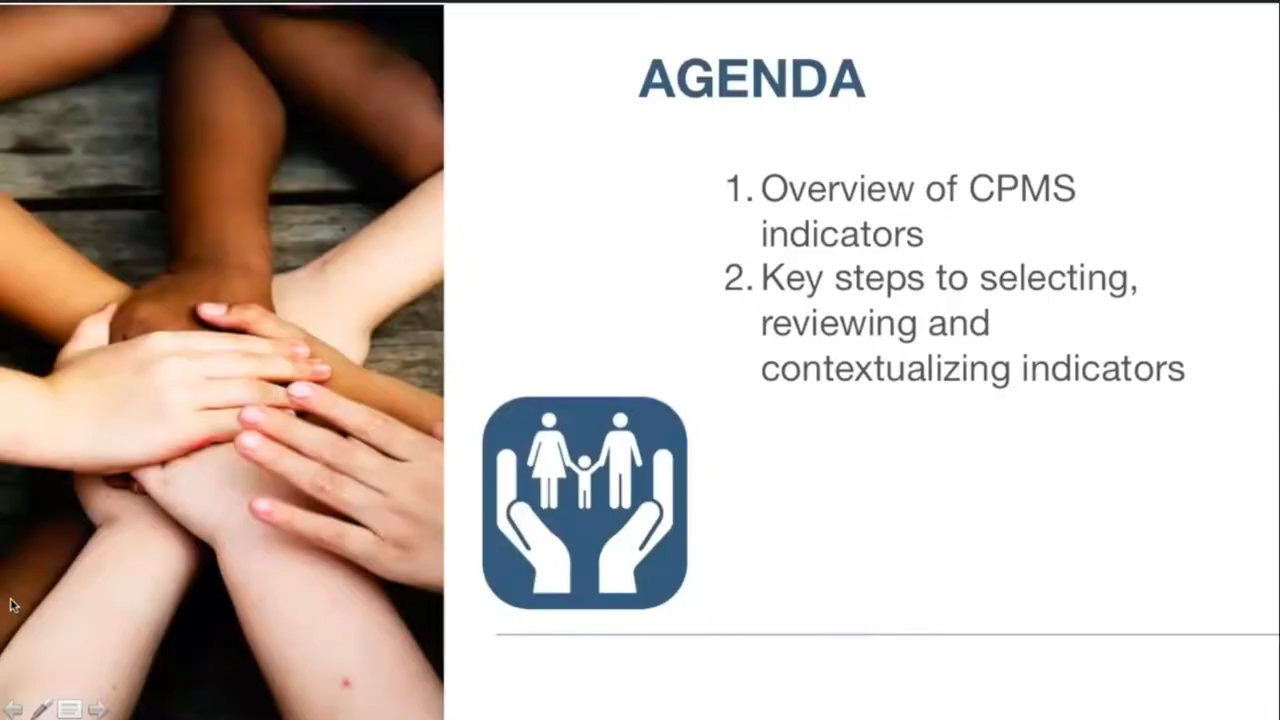 AGENDA
1. Overview of CPMS
indicators
2. Key steps to selecting,
reviewing and
contextualizing indicators